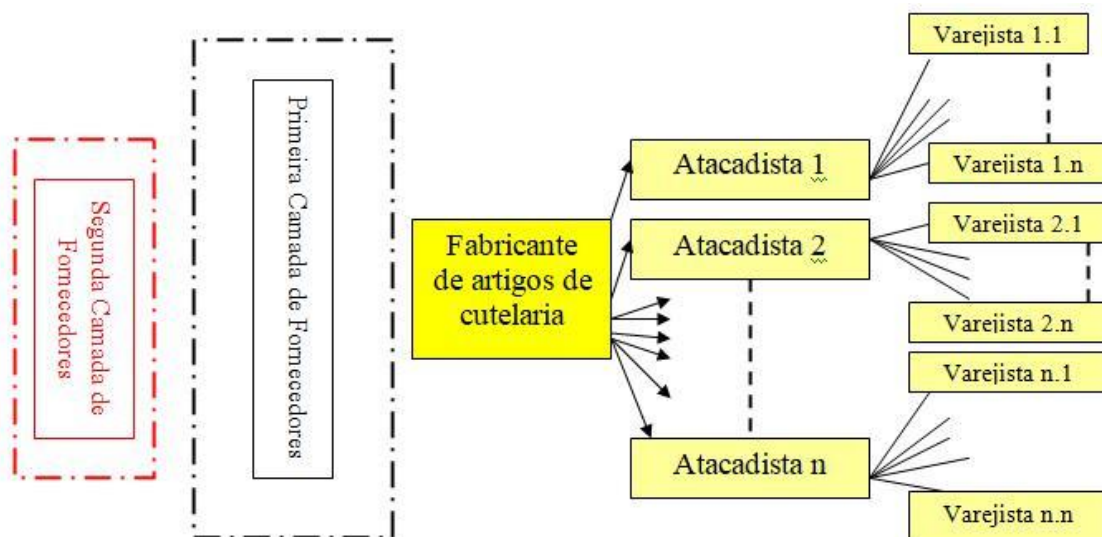 Segunda Camada de
Fornecedores
Primeira Camada de Fornecedores
Fabricante
de artigos de
cutelaria
Atacadista 1
Atacadista 2
Atacadista n
Varejista 1.1
Varejista 1.n
Varejista 2.1
Varejista 2.n
Varejista n.1
Varejista n.n